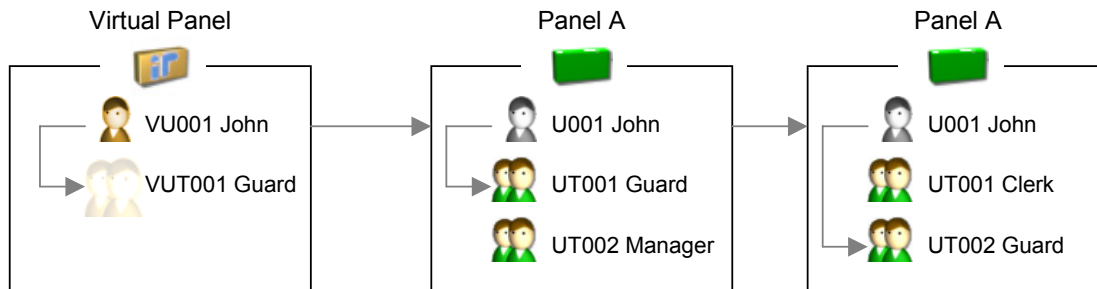 Virtual Panel
Panel A
Panel A
ir
VU001 John
U001 John
U001 John
VUT001 Guard
UT001 Guard
UT001 Clerk
UT002 Manager
UT002 Guard